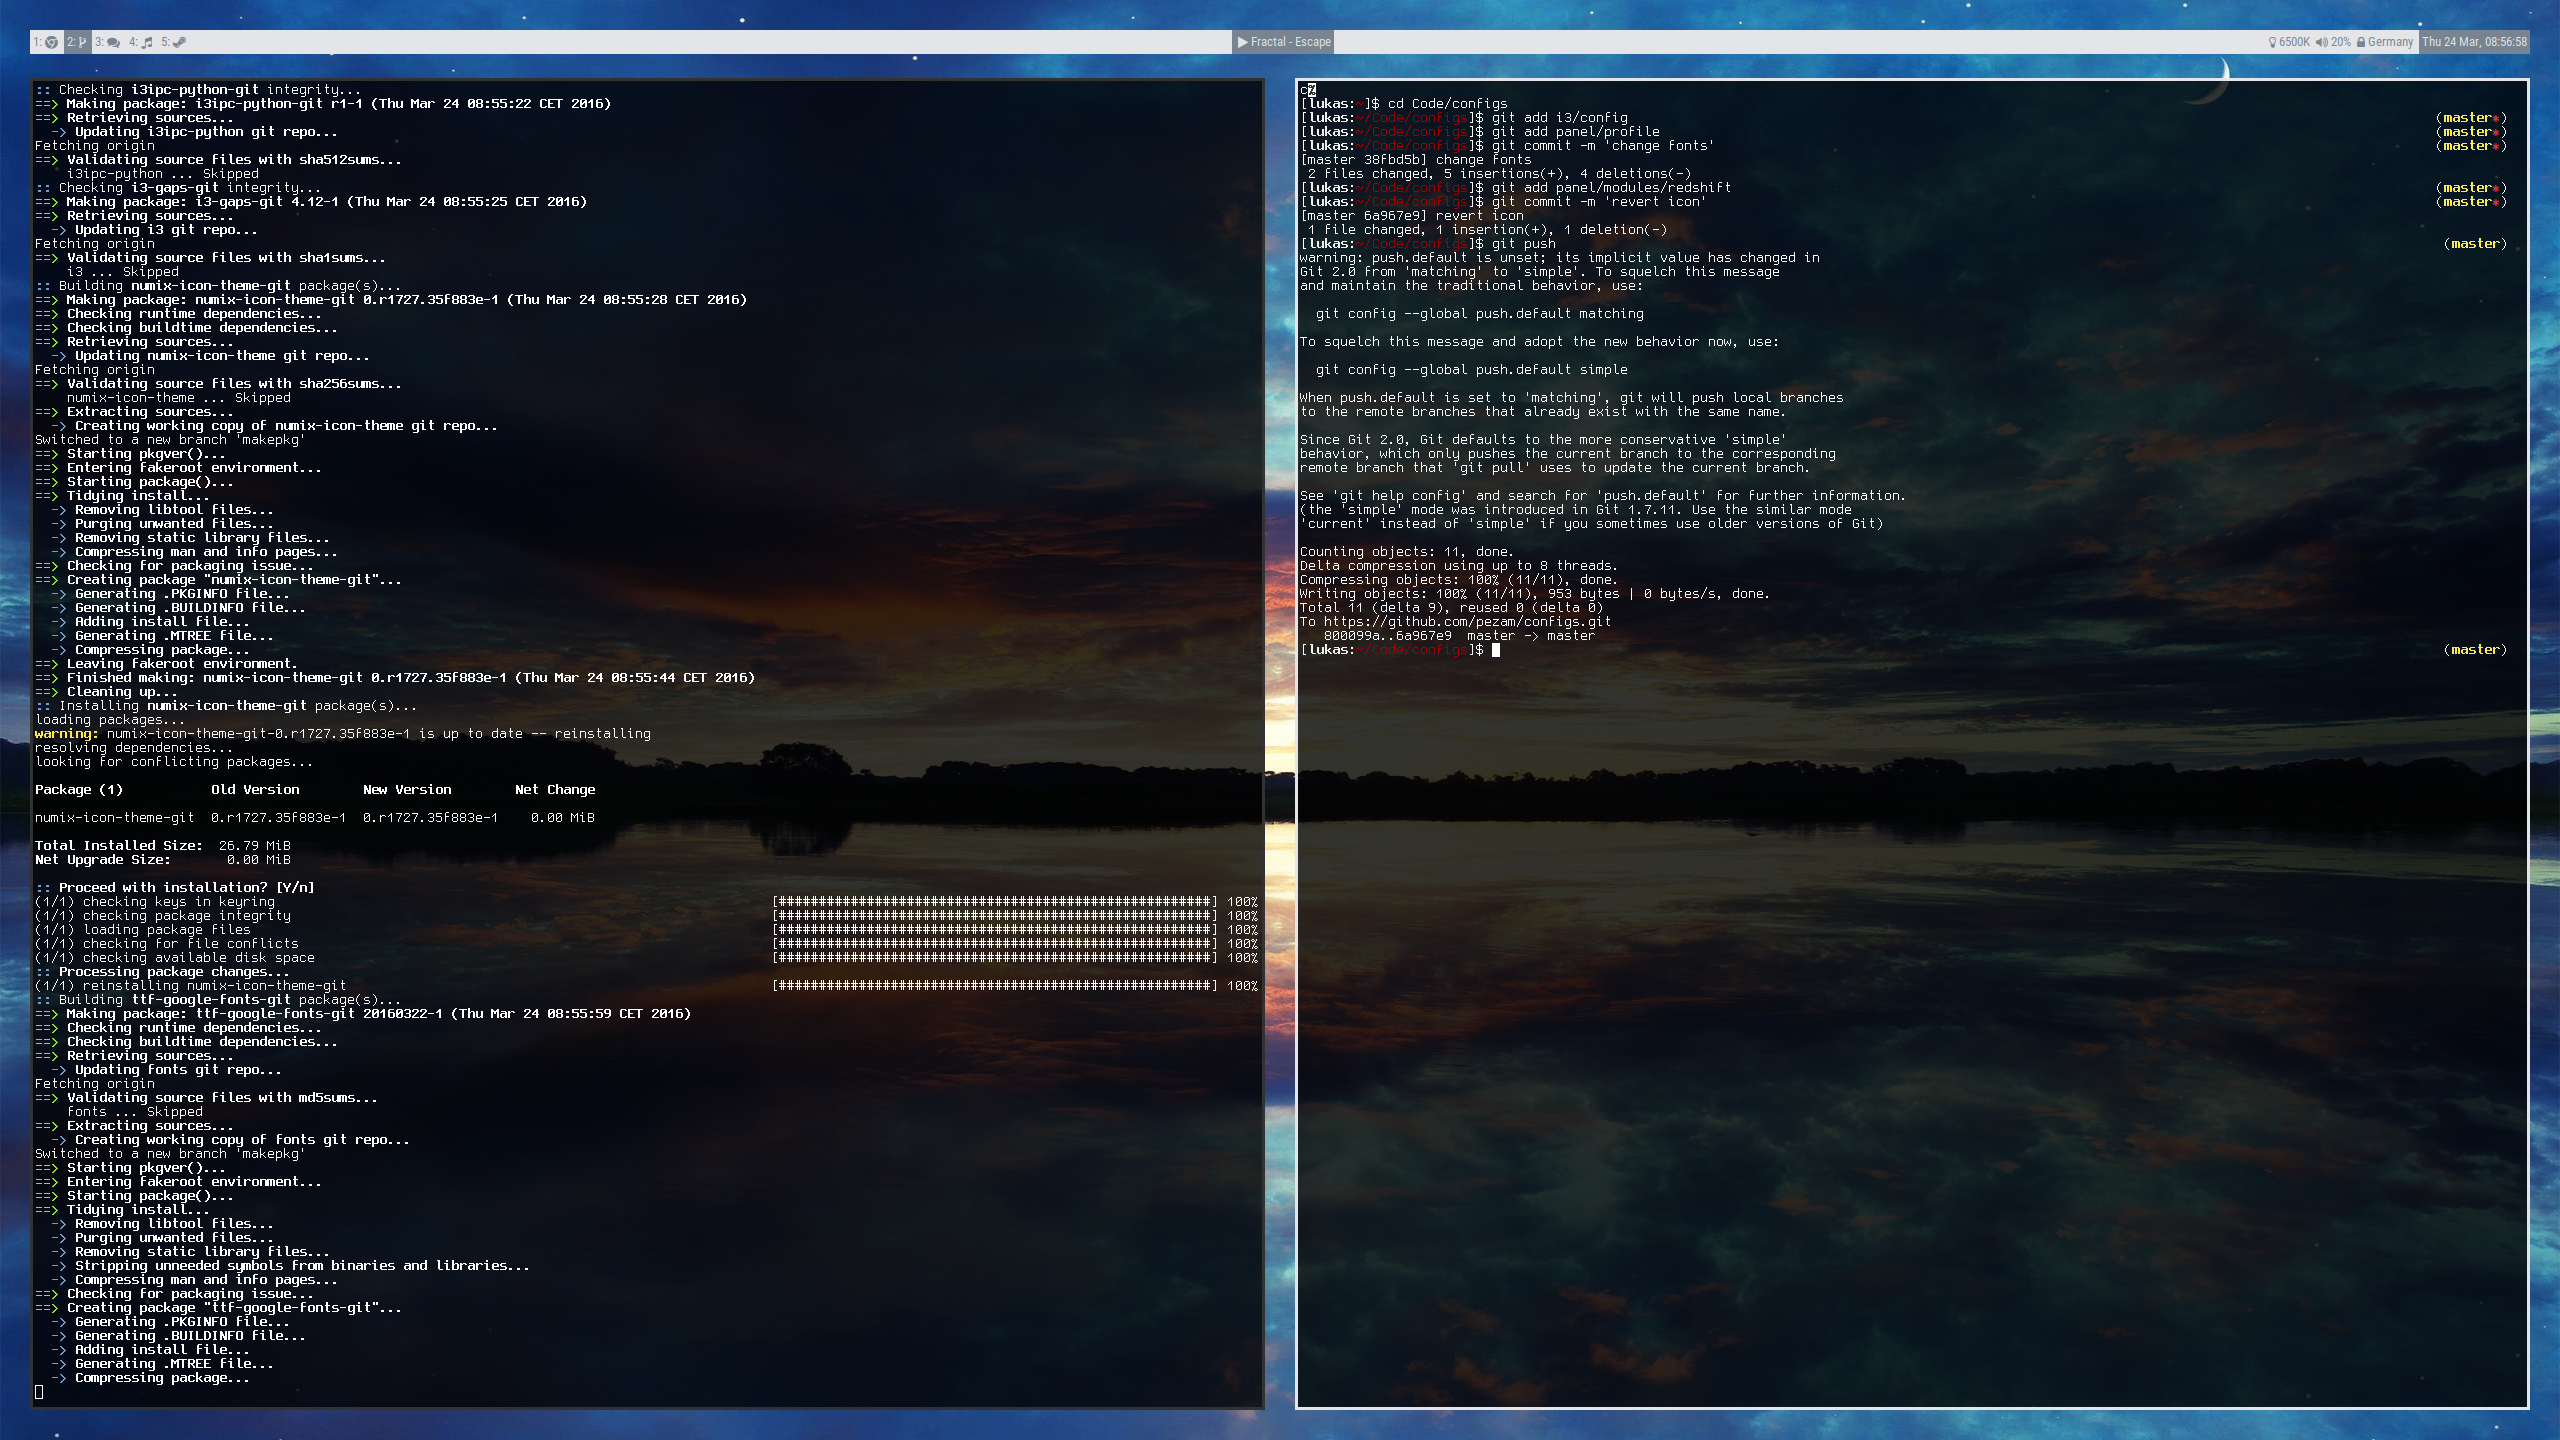 1: 2: 3: 4: 5:
Fractal - Escape
6500K 20% Germany Thu 24 Mar, 08:56:58
:: Checking i3ipc-python-git integrity...
==> Making package: i3ipc-python-git r1-1 (Thu Mar 24 08:55:22 CET 2016)
==> Retrieving sources...
-> Updating i3ipc-python git repo...
Fetching origin
==> Validating source files with sha512sums...
i3ipc-python ... Skipped
:: Checking i3-gaps-git integrity...
==> Making package: i3-gaps-git 4.12-1 (Thu Mar 24 08:55:25 CET 2016)
==> Retrieving sources...
-> Updating i3 git repo...
Fetching origin
==> Validating source files with sha1sums...
i3 ... Skipped
:: Building numix-icon-theme-git package(s)...
==> Making package: numix-icon-theme-git 0.r1727.35f883e-1 (Thu Mar 24 08:55:28 CET 2016)
==> Checking runtime dependencies...
==> Checking buildtime dependencies...
==> Retrieving sources...
-> Updating numix-icon-theme git repo...
Fetching origin
==> Validating source files with sha256sums...
numix-icon-theme ... Skipped
==> Extracting sources...
-> Creating working copy of numix-icon-theme git repo...
Switched to a new branch 'makepkg'
==> Starting pkgver()...
==> Entering fakeroot environment...
==> Starting package()...
==> Tidying install...
-> Removing libtool files...
-> Purging unwanted files...
-> Removing static library files...
-> Compressing man and info pages...
==> Checking for packaging issue...
==> Creating package "numix-icon-theme-git"...
-> Generating .PKGINFO file...
-> Generating .BUILDINFO file...
-> Adding install file...
-> Generating .MTREE file...
-> Compressing package...
==> Leaving fakeroot environment.
==> Finished making: numix-icon-theme-git 0.r1727.35f883e-1 (Thu Mar 24 08:55:44 CET 2016)
==> Cleaning up...
:: Installing numix-icon-theme-git package(s)...
loading packages...
warning: numix-icon-theme-git-0.r1727.35f883e-1 is up to date -- reinstalling
resolving dependencies...
looking for conflicting packages...
Package (1) Old Version New Version Net Change
numix-icon-theme-git 0.r1727.35f883e-1 0.r1727.35f883e-1 0.00 MiB
Total Installed Size: 26.79 MiB
Net Upgrade Size: 0.00 MiB
:: Proceed with installation? [Y/n]
(1/1) checking keys in keyring [######################################################] 100%
(1/1) checking package integrity [######################################################] 100%
(1/1) loading package files [######################################################] 100%
(1/1) checking for file conflicts [######################################################] 100%
(1/1) checking available disk space [######################################################] 100%
:: Processing package changes...
(1/1) reinstalling numix-icon-theme-git [######################################################] 100%
:: Building ttf-google-fonts-git package(s)...
==> Making package: ttf-google-fonts-git 20160322-1 (Thu Mar 24 08:55:59 CET 2016)
==> Checking runtime dependencies...
==> Checking buildtime dependencies...
==> Retrieving sources...
-> Updating fonts git repo...
Fetching origin
==> Validating source files with md5sums...
fonts ... Skipped
==> Extracting sources...
-> Creating working copy of fonts git repo...
Switched to a new branch 'makepkg'
==> Starting pkgver()...
==> Entering fakeroot environment...
==> Starting package()...
==> Tidying install...
-> Removing libtool files...
-> Purging unwanted files...
-> Removing static library files...
-> Stripping unneeded symbols from binaries and libraries...
-> Compressing man and info pages...
==> Checking for packaging issue...
==> Creating package "ttf-google-fonts-git"...
-> Generating .PKGINFO file...
-> Generating .BUILDINFO file...
-> Adding install file...
-> Generating .MTREE file...
-> Compressing package...
cz
[lukas:~]$ cd Code/configs
[lukas:~/Code/configs]$ git add i3/config (master*)
[lukas:~/Code/configs]$ git add panel/profile (master*)
[lukas:~/Code/configs]$ git commit -m 'change fonts' (master*)
[master 38fbd5b] change fonts
2 files changed, 5 insertions(+), 4 deletions(-)
[lukas:~/Code/configs]$ git add panel/modules/redshift (master*)
[lukas:~/Code/configs]$ git commit -m 'revert icon' (master*)
[master 6a967e9] revert icon
1 file changed, 1 insertion(+), 1 deletion(-)
[lukas:~/Code/configs]$ git push (master)
warning: push.default is unset; its implicit value has changed in
Git 2.0 from 'matching' to 'simple'. To squelch this message
and maintain the traditional behavior, use:
git config --global push.default matching
To squelch this message and adopt the new behavior now, use:
git config --global push.default simple
When push.default is set to 'matching', git will push local branches
to the remote branches that already exist with the same name.
Since Git 2.0, Git defaults to the more conservative 'simple'
behavior, which only pushes the current branch to the corresponding
remote branch that 'git pull' uses to update the current branch.
See 'git help config' and search for 'push.default' for further information.
(the 'simple' mode was introduced in Git 1.7.11. Use the similar mode
'current' instead of 'simple' if you sometimes use older versions of Git)
Counting objects: 11, done.
Delta compression using up to 8 threads.
Compressing objects: 100% (11/11), done.
Writing objects: 100% (11/11), 953 bytes | 0 bytes/s, done.
Total 11 (delta 9), reused 0 (delta 0)
To https://github.com/pezam/configs.git
800099a..6a967e9 master -> master
[lukas:~/Code/configs]$ (master)